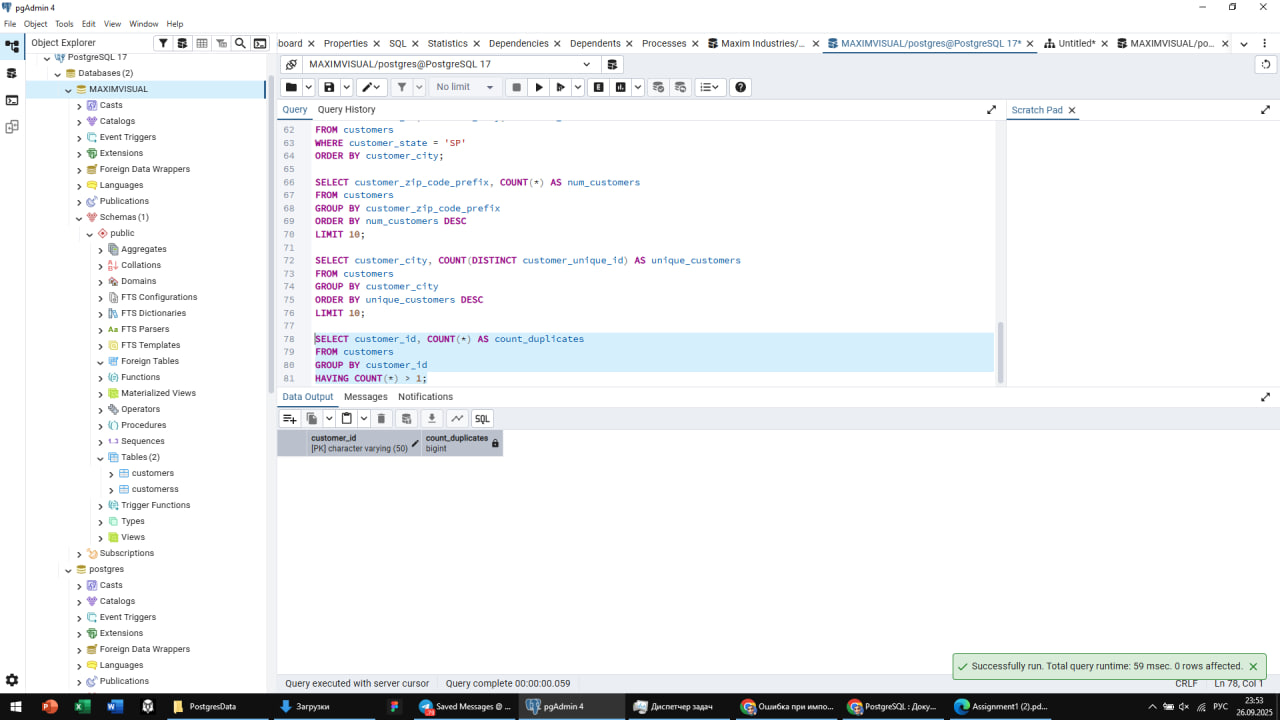 pgAdmin 4
File Object Tools Edit View Window Help
Object Explorer
board Properties SQL Statistics Dependencies Dependents Processes Maxim Industries/... MAXIMVISUAL/postgres@PostgreSQL 17* Untitled* MAXIMVISUAL/po...
PostgreSQL 17
Databases (2)
MAXIMVISUAL
Casts
Catalogs
Event Triggers
Extensions
Foreign Data Wrappers
Languages
Publications
Schemas (1)
public
Aggregates
Collations
Domains
FTS Configurations
FTS Dictionaries
FTS Parsers
FTS Templates
Foreign Tables
Functions
Materialized Views
Operators
Procedures
1..3 Sequences
Tables (2)
customers
customerss
Trigger Functions
Types
Views
Subscriptions
postgres
Casts
Catalogs
Event Triggers
Extensions
Foreign Data Wrappers
Languages
Publications
MAXIMVISUAL/postgres@PostgreSQL 17
No limit
Query Query History
Scratch Pad
62 FROM customers
63 WHERE customer_state = 'SP'
64 ORDER BY customer_city;
65
66 SELECT customer_zip_code_prefix, COUNT(*) AS num_customers
67 FROM customers
68 GROUP BY customer_zip_code_prefix
69 ORDER BY num_customers DESC
70 LIMIT 10;
71
72 SELECT customer_city, COUNT(DISTINCT customer_unique_id) AS unique_customers
73 FROM customers
74 GROUP BY customer_city
75 ORDER BY unique_customers DESC
76 LIMIT 10;
77
78 SELECT customer_id, COUNT(*) AS count_duplicates
79 FROM customers
80 GROUP BY customer_id
81 HAVING COUNT(*) > 1;
Data Output Messages Notifications
SQL
customer_id count_duplicates
[PK] character varying (50) bigint
Successfully run. Total query runtime: 59 msec. 0 rows affected.
Query executed with server cursor Query complete 00:00:00.059 CRLF Ln 78, Col 1
PostgresData Загрузки Saved Messages @ ... pgAdmin 4 Диспетчер задач Ошибка при импо... PostgreSQL : Доку... Assignment1 (2).pd... РУС 23:53
26.09.2025